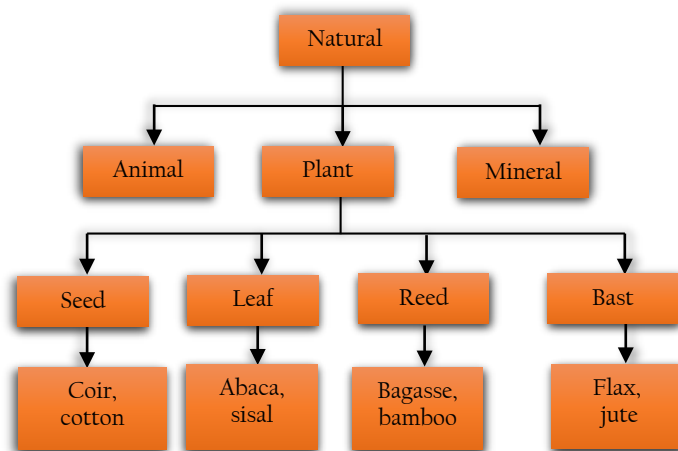 Natural
Animal
Plant
Mineral
Seed
Leaf
Reed
Bast
Coir,
cotton
Abaca,
sisal
Bagasse,
bamboo
Flax,
jute